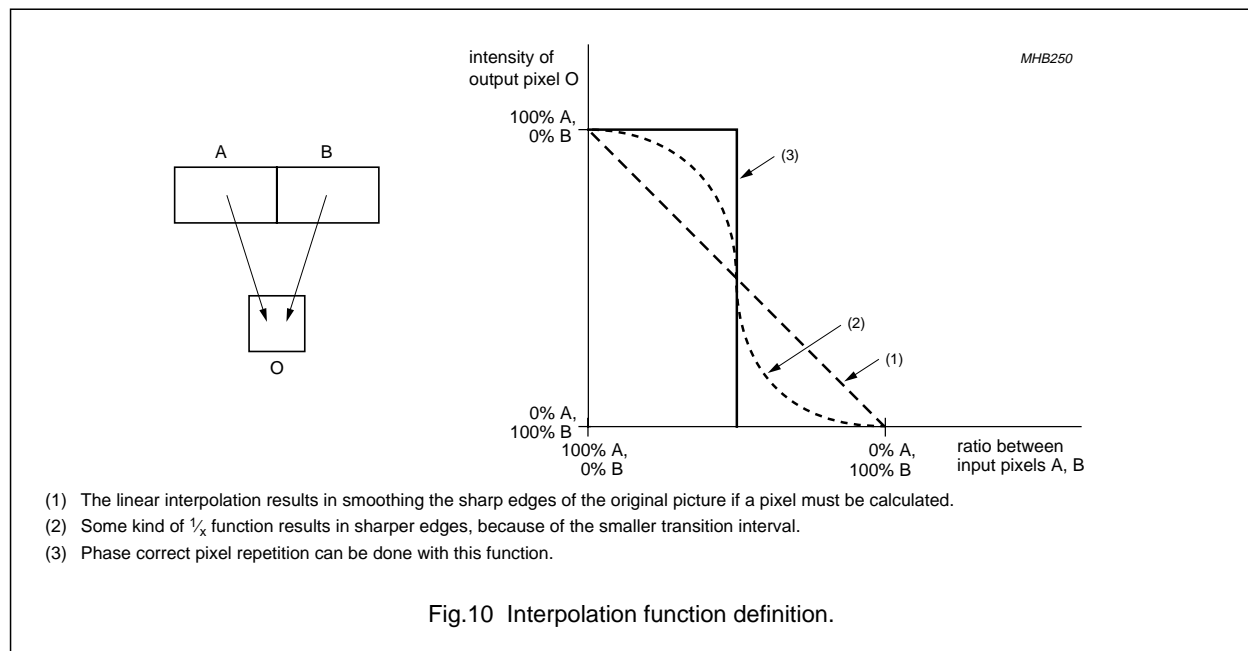 intensity of
output pixel O
MHB250
100% A,
0% B
A
B
(3)
(2)
(1)
O
0% A,
100% B
100% A,
0% B
0% A,
100% B
ratio between
input pixels A, B
(1) The linear interpolation results in smoothing the sharp edges of the original picture if a pixel must be calculated.
(2) Some kind of 1/x function results in sharper edges, because of the smaller transition interval.
(3) Phase correct pixel repetition can be done with this function.
Fig.10 Interpolation function definition.